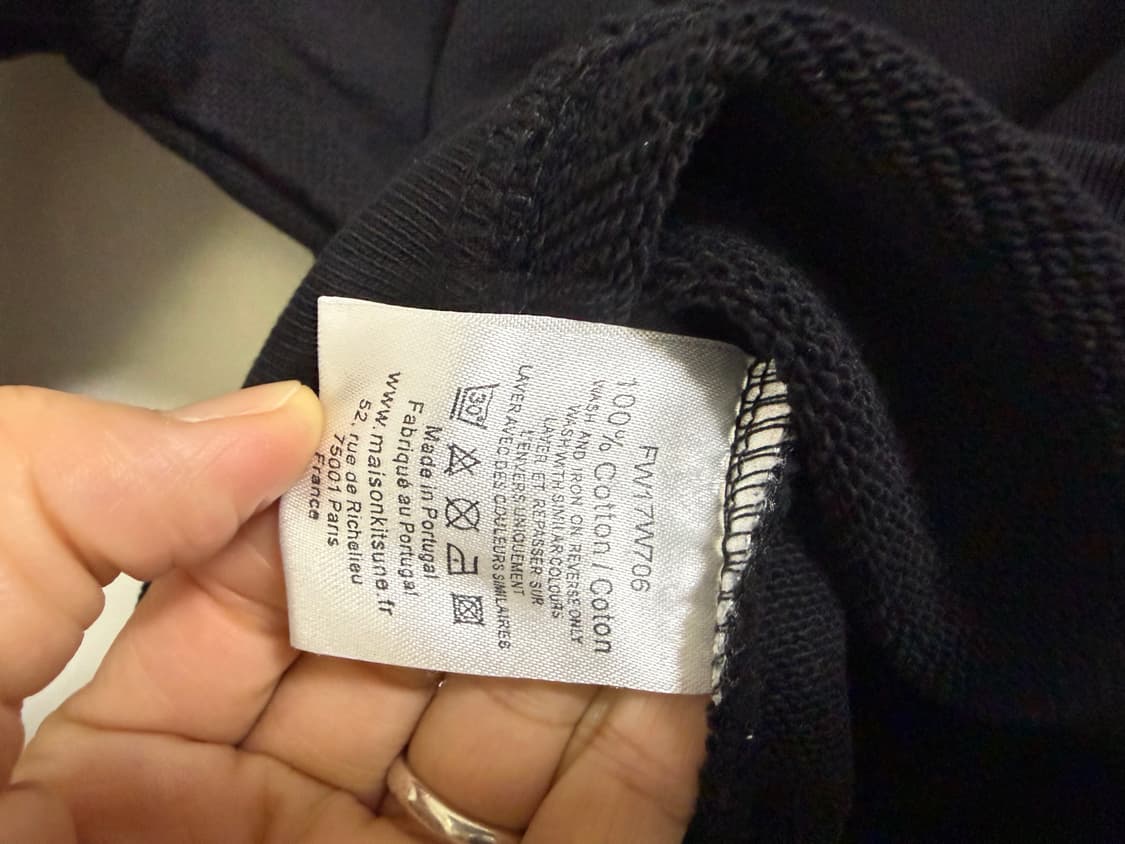 FW17W706
100% Cotton / Coton
WASH AND IRON ON REVERSE ONLY
WASH WITH SIMILAR COLOURS
LAVER ET REPASSER SUR
L'ENVERS UNIQUEMENT
LAVER AVEC DES COULEURS SIMILAIRES
30°
Made in Portugal
Fabriqué au Portugal
www.maisonkitsune.fr
52, rue de Richelieu
75001 Paris
France